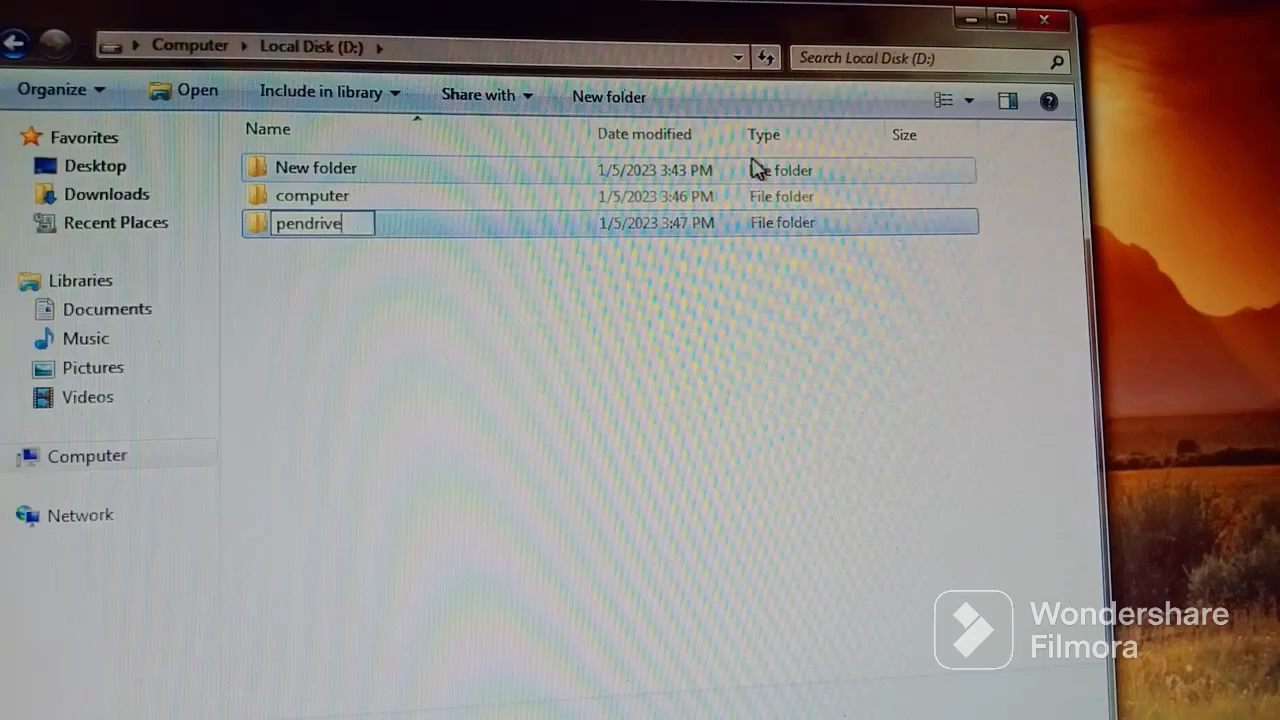 Computer Local Disk (D:)
Search Local Disk (D:)
Organize Open Include in library Share with New folder
Name Date modified Type Size
New folder 1/5/2023 3:43 PM folder
computer 1/5/2023 3:46 PM File folder
pendrive 1/5/2023 3:47 PM File folder
Favorites
Desktop
Downloads
Recent Places
Libraries
Documents
Music
Pictures
Videos
Computer
Network
Wondershare
Filmora